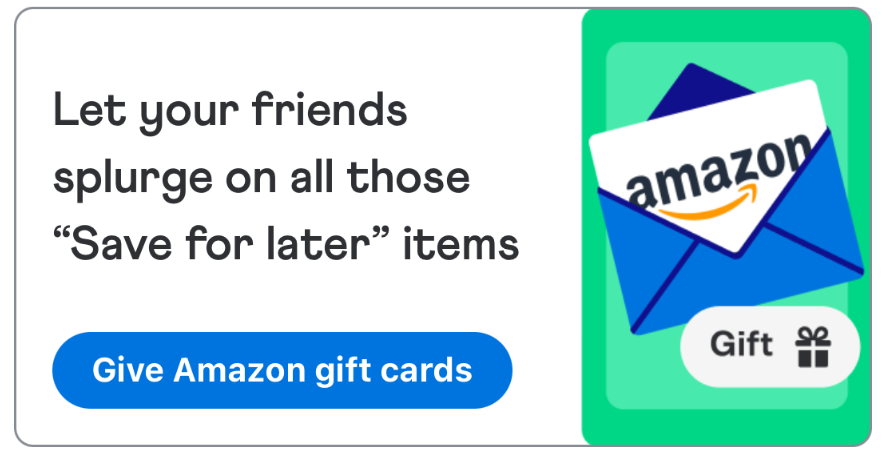 Let your friends
splurge on all those
“Save for later” items
Give Amazon gift cards
amazon
Gift